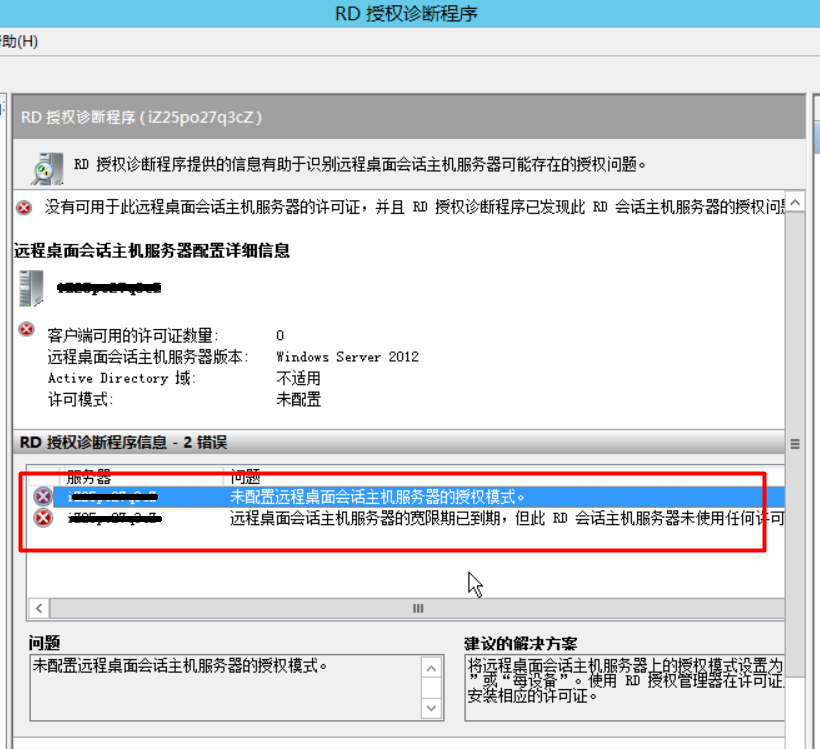 RD 授权诊断程序
助(H)
RD 授权诊断程序 ( iZ25po27q3cZ )
RD 授权诊断程序提供的信息有助于识别远程桌面会话主机服务器可能存在的授权问题。
没有可用于此远程桌面会话主机服务器的许可证，并且 RD 授权诊断程序已发现此 RD 会话主机服务器的授权问
远程桌面会话主机服务器配置详细信息
客户端可用的许可证数量: 0
远程桌面会话主机服务器版本: Windows Server 2012
Active Directory 域: 不适用
许可模式: 未配置
RD 授权诊断程序信息 - 2 错误
服务器 问题
未配置远程桌面会话主机服务器的授权模式。
远程桌面会话主机服务器的宽限期已到期，但此 RD 会话主机服务器未使用任何许可
问题
未配置远程桌面会话主机服务器的授权模式。
建议的解决方案
将远程桌面会话主机服务器上的授权模式设置为
”或“每设备”。使用 RD 授权管理器在许可证
安装相应的许可证。